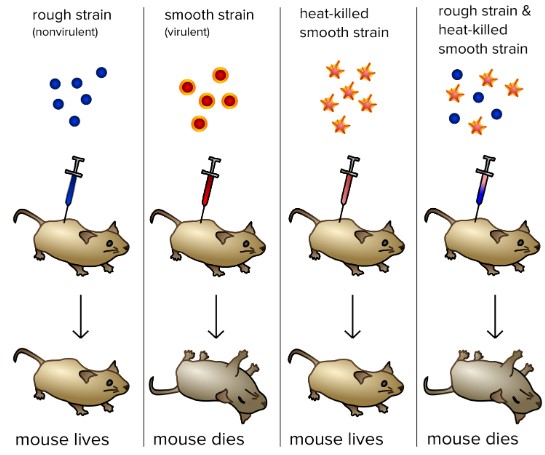 rough strain
(nonvirulent)
smooth strain
(virulent)
heat-killed
smooth strain
rough strain &
heat-killed
smooth strain
mouse lives
mouse dies
mouse lives
mouse dies